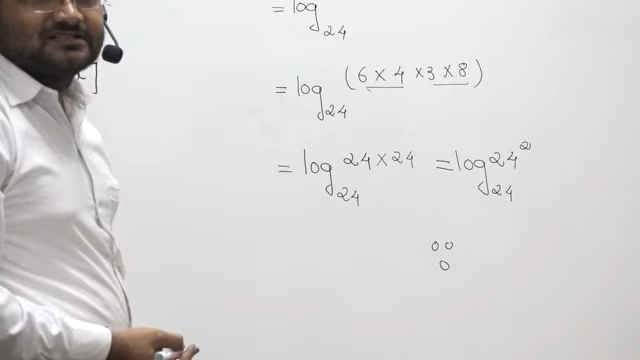 = log₂₄
]
= log₂₄ (6 × 4 × 3 × 8)
= log₂₄ 24 × 24 = log₂₄ 24²